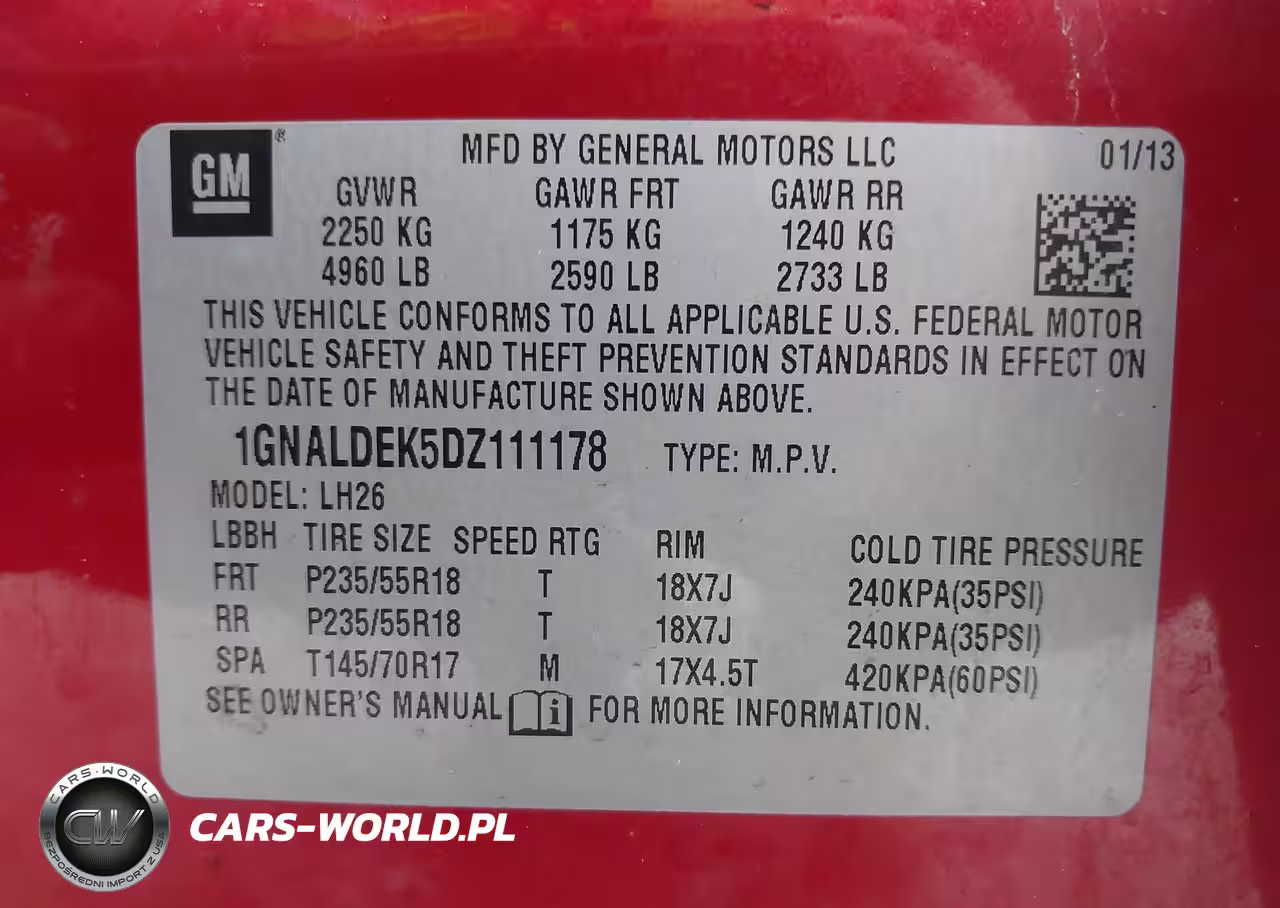 GM®
MFD BY GENERAL MOTORS LLC 01/13
GVWR GAWR FRT GAWR RR
2250 KG 1175 KG 1240 KG
4960 LB 2590 LB 2733 LB
THIS VEHICLE CONFORMS TO ALL APPLICABLE U.S. FEDERAL MOTOR
VEHICLE SAFETY AND THEFT PREVENTION STANDARDS IN EFFECT ON
THE DATE OF MANUFACTURE SHOWN ABOVE.
1GNALDEK5DZ111178 TYPE: M.P.V.
MODEL: LH26
LBBH TIRE SIZE SPEED RTG RIM COLD TIRE PRESSURE
FRT P235/55R18 T 18X7J 240KPA(35PSI)
RR P235/55R18 T 18X7J 240KPA(35PSI)
SPA T145/70R17 M 17X4.5T 420KPA(60PSI)
SEE OWNER'S MANUAL i FOR MORE INFORMATION.
CARS-WORLD
CW
BEZPOŚREDNI IMPORT Z USA
CARS-WORLD.PL